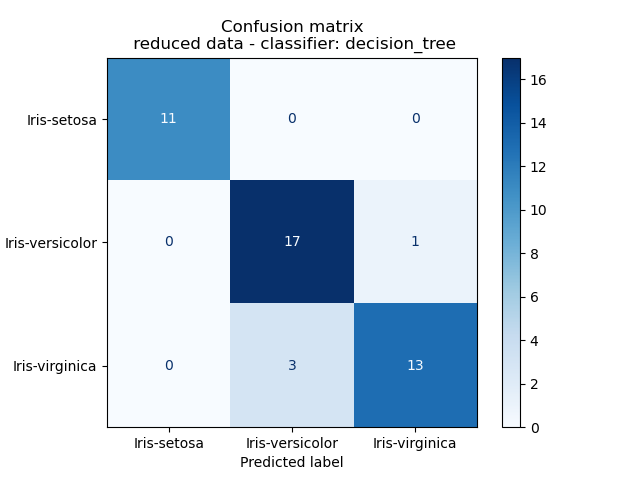 Confusion matrix
reduced data - classifier: decision_tree
Iris-setosa 11 0 0
Iris-versicolor 0 17 1
Iris-virginica 0 3 13
Iris-setosa Iris-versicolor Iris-virginica
Predicted label
16
14
12
10
8
6
4
2
0